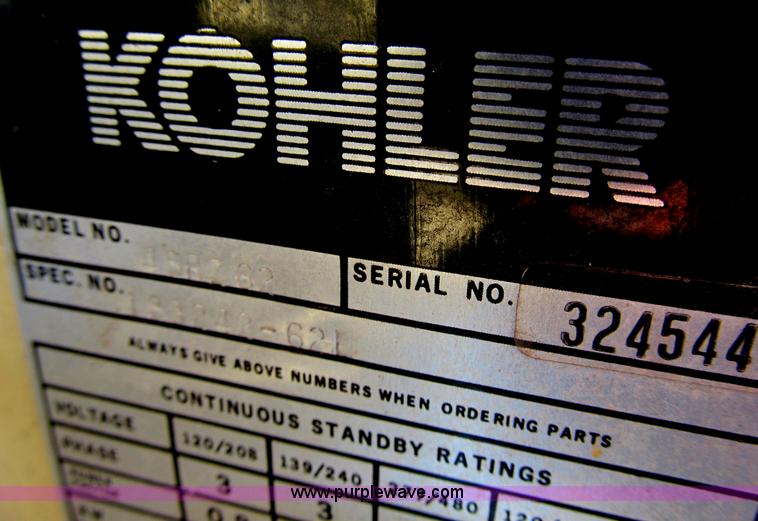 KOHLER
MODEL NO.
SERIAL NO. 324544
SPEC. NO.
ALWAYS GIVE ABOVE NUMBERS WHEN ORDERING PARTS
CONTINUOUS STANDBY RATINGS
VOLTAGE 120/208 139/240
PHASE 3 3
www.purplewave.com